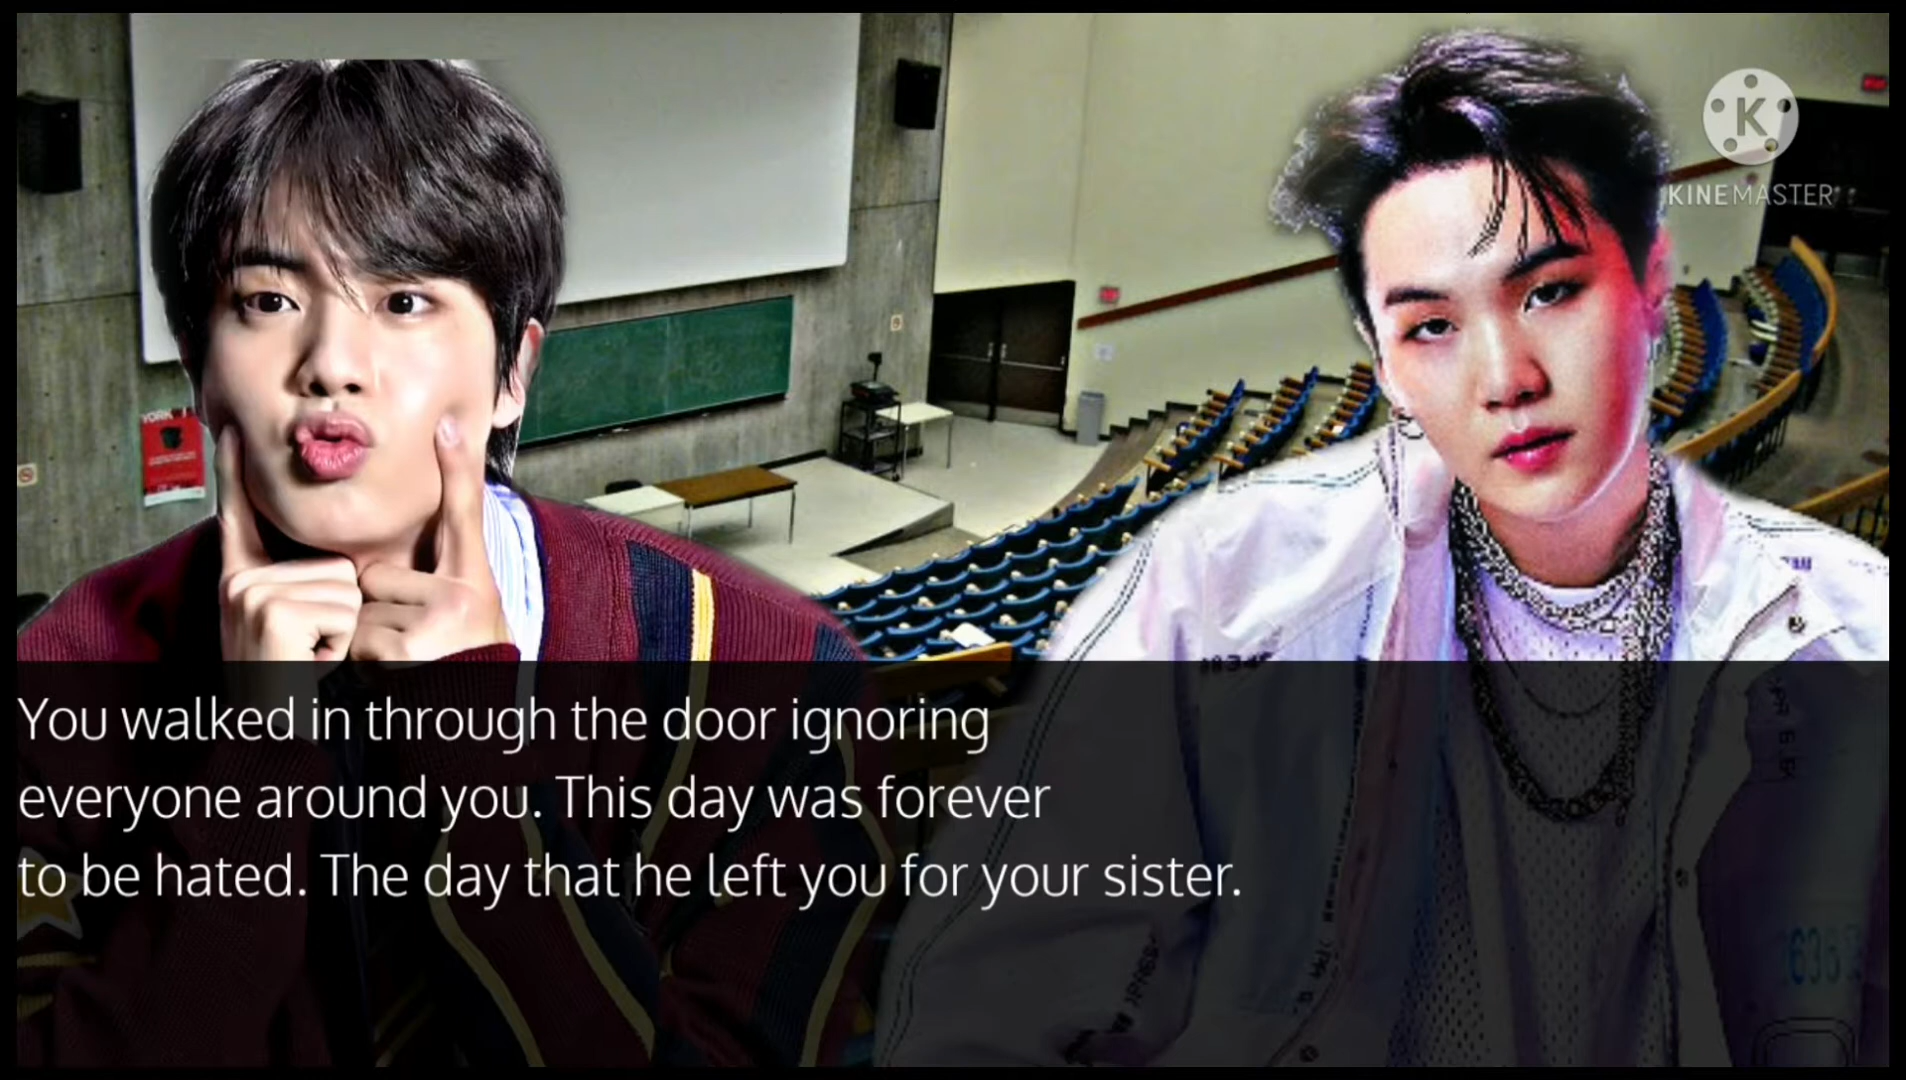 YORK
KINEMASTER
You walked in through the door ignoring
everyone around you. This day was forever
to be hated. The day that he left you for your sister.